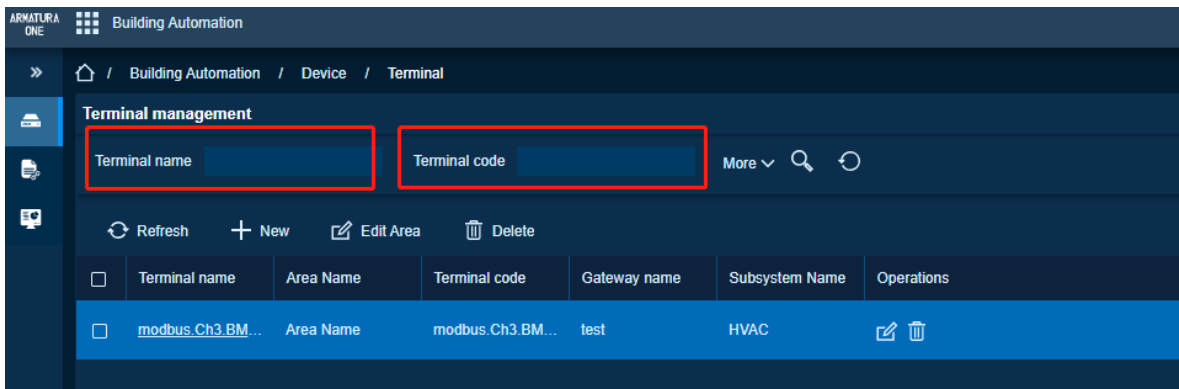 ARMATURA
ONE
Building Automation
/ Building Automation / Device / Terminal
Terminal management
Terminal name Terminal code More
Refresh New Edit Area Delete
Terminal name Area Name Terminal code Gateway name Subsystem Name Operations
modbus.Ch3.BM... Area Name modbus.Ch3.BM... test HVAC